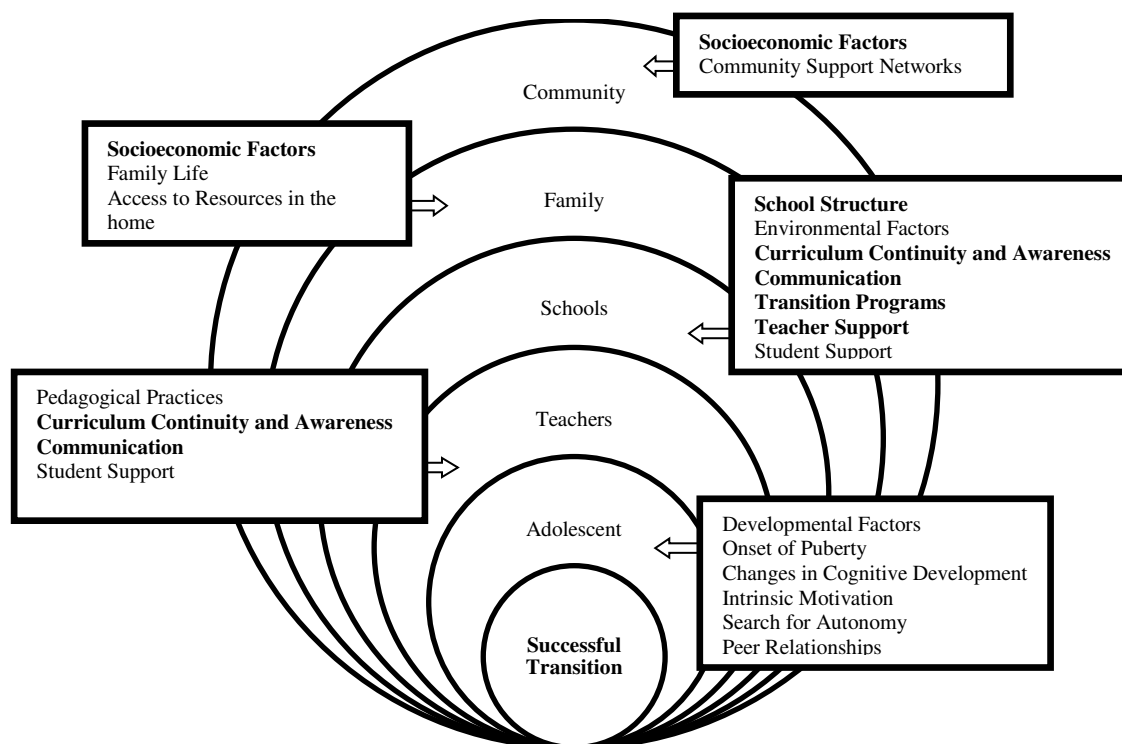 Socioeconomic Factors
Community Support Networks
Community
Socioeconomic Factors
Family Life
Access to Resources in the
home
Family
School Structure
Environmental Factors
Curriculum Continuity and Awareness
Communication
Transition Programs
Teacher Support
Student Support
Schools
Pedagogical Practices
Curriculum Continuity and Awareness
Communication
Student Support
Teachers
Adolescent
Developmental Factors
Onset of Puberty
Changes in Cognitive Development
Intrinsic Motivation
Search for Autonomy
Peer Relationships
Successful
Transition